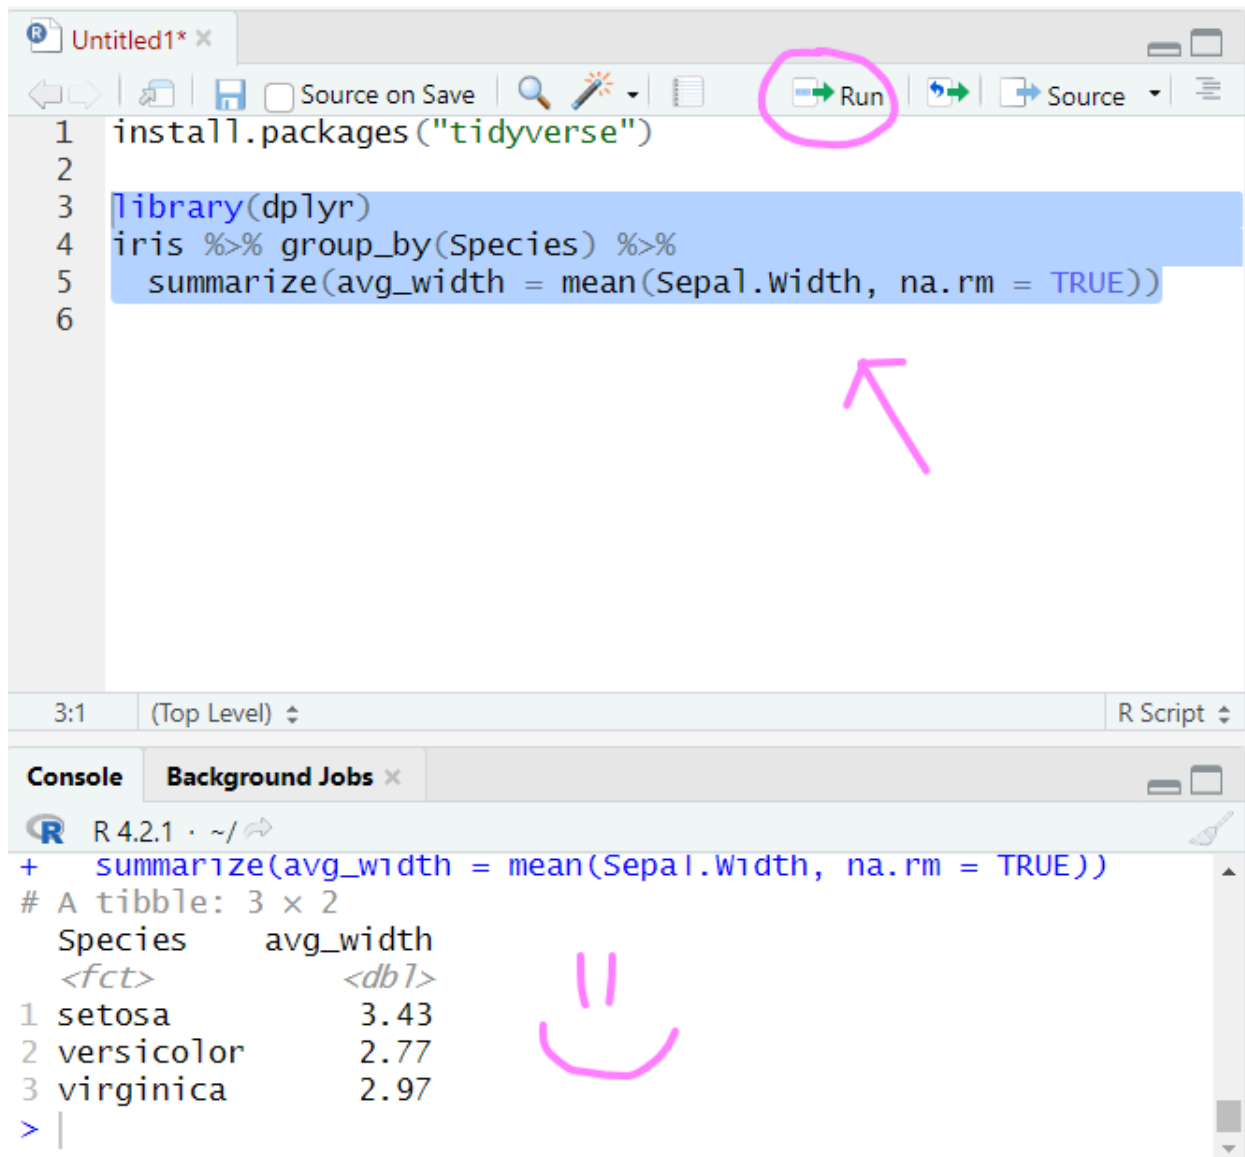 Untitled1*
Source on Save Run Source
1 install.packages("tidyverse")
2
3 library(dplyr)
4 iris %>% group_by(Species) %>%
5   summarize(avg_width = mean(Sepal.Width, na.rm = TRUE))
6
3:1 (Top Level) R Script
Console Background Jobs
R 4.2.1 · ~/
+   summarize(avg_width = mean(Sepal.Width, na.rm = TRUE))
# A tibble: 3 × 2
  Species    avg_width
  <fct>          <dbl>
1 setosa          3.43
2 versicolor      2.77
3 virginica       2.97
>